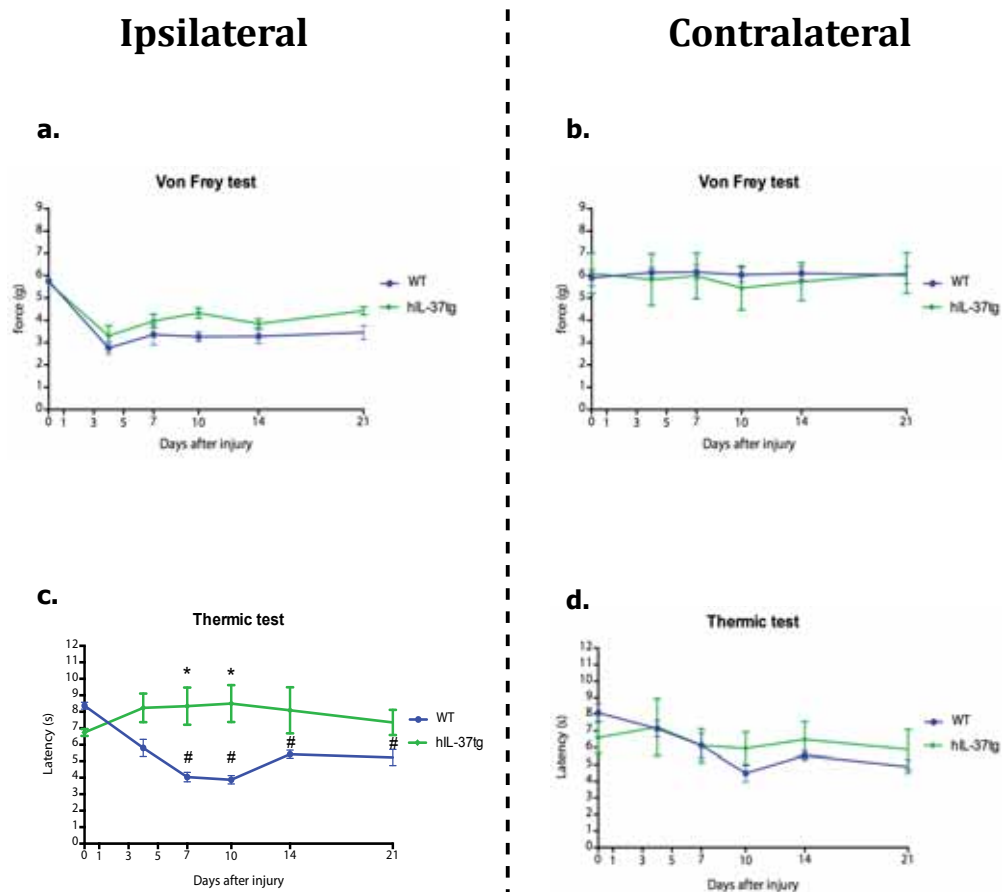 Ipsilateral
Contralateral
a.
Von Frey test
9
8
7
6
5
4
3
2
1
0
force (g)
0 1 3 5 7 10 14 21
Days after injury
WT
hIL-37tg
b.
Von Frey test
9
8
7
6
5
4
3
2
1
0
force (g)
0 1 3 5 7 10 14 21
Days after injury
WT
hIL-37tg
c.
Thermic test
12
11
10
9
8
7
6
5
4
3
2
1
0
Latency (s)
* *
# # # #
0 1 3 5 7 10 14 21
Days after injury
WT
hIL-37tg
d.
Thermic test
12
11
10
9
8
7
6
5
4
3
2
1
0
Latency (s)
0 1 3 5 7 10 14 21
Days after injury
WT
hIL-37tg